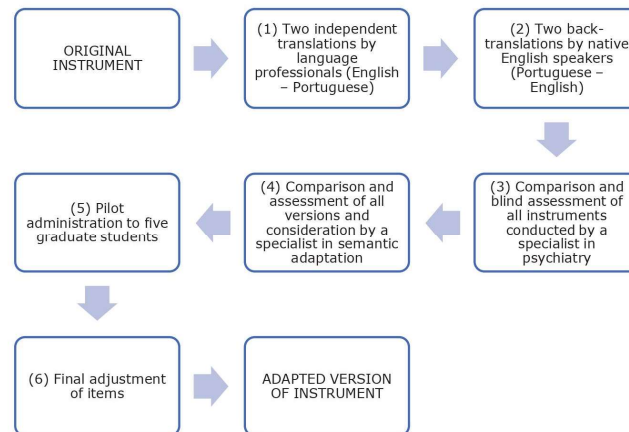 ORIGINAL
INSTRUMENT
(1) Two independent
translations by
language
professionals (English
– Portuguese)
(2) Two back-
translations by native
English speakers
(Portuguese –
English)
(3) Comparison and
blind assessment of
all instruments
conducted by a
specialist in
psychiatry
(4) Comparison and
assessment of all
versions and
consideration by a
specialist in semantic
adaptation
(5) Pilot
administration to five
graduate students
(6) Final adjustment
of items
ADAPTED VERSION
OF INSTRUMENT